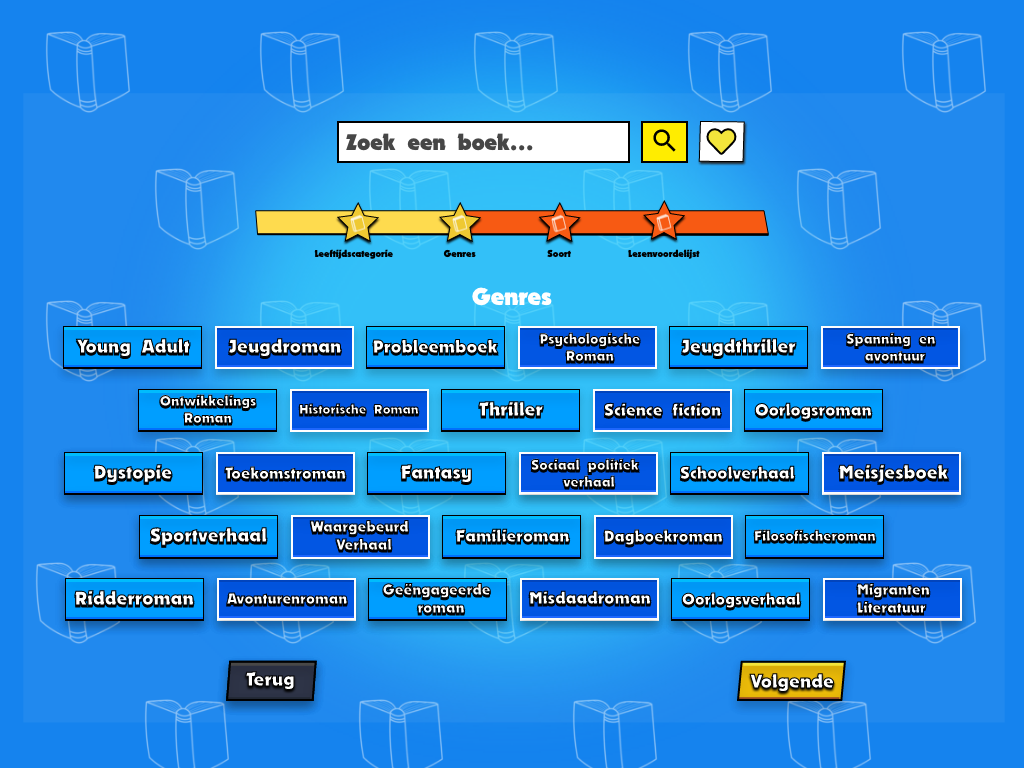 Zoek een boek...
Leeftijdscategorie Genres Soort Lezenvoordelijst
Genres
Young Adult
Jeugdroman
Probleemboek
Psychologische
Roman
Jeugdthriller
Spanning en
avontuur
Ontwikkelings
Roman
Historische Roman
Thriller
Science fiction
Oorlogsroman
Dystopie
Toekomstroman
Fantasy
Sociaal politiek
verhaal
Schoolverhaal
Meisjesboek
Sportverhaal
Waargebeurd
Verhaal
Familieroman
Dagboekroman
Filosofischeroman
Ridderroman
Avonturenroman
Geëngageerde
roman
Misdaadroman
Oorlogsverhaal
Migranten
Literatuur
Terug
Volgende